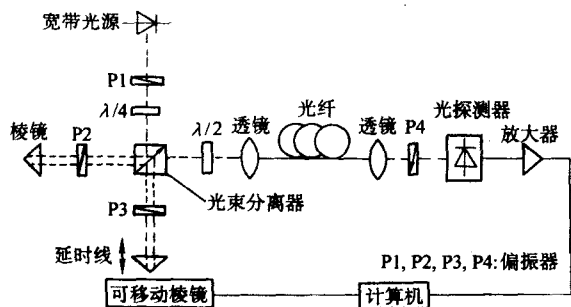 宽带光源
P1
λ/4
棱镜
P2
λ/2
透镜
光纤
透镜
P4
光探测器
放大器
光束分离器
P3
延时线
P1, P2, P3, P4:偏振器
可移动棱镜
计算机